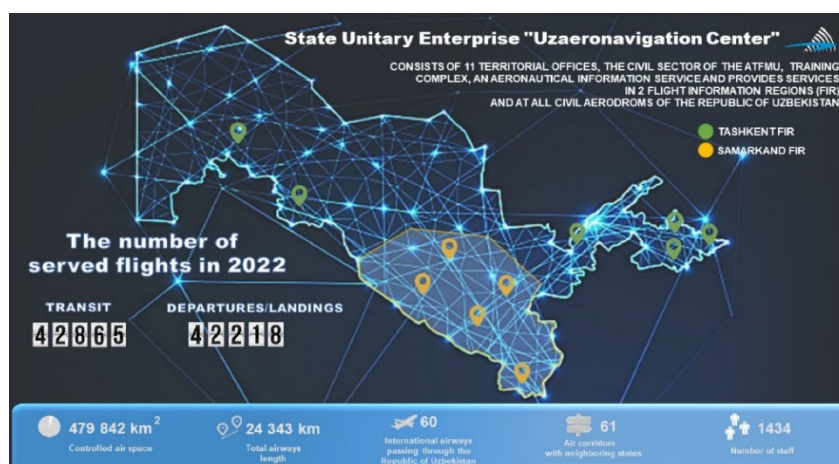 State Unitary Enterprise "Uzaeronavigation Center"
CONSISTS OF 11 TERRITORIAL OFFICES, THE CIVIL SECTOR OF THE ATFMU, TRAINING
COMPLEX, AN AERONAUTICAL INFORMATION SERVICE AND PROVIDES SERVICES
IN 2 FLIGHT INFORMATION REGIONS (FIR)
AND AT ALL CIVIL AERODROMS OF THE REPUBLIC OF UZBEKISTAN
TASHKENT FIR
SAMARKAND FIR
The number of
served flights in 2022
TRANSIT
42865
DEPARTURES/LANDINGS
42218
479 842 km²
Controlled air space
24 343 km
Total airways
length
60
International airways
passing through the
Republic of Uzbekistan
61
Air corridors
with neighboring states
1434
Number of staff